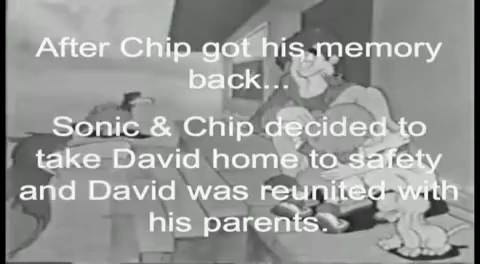 After Chip got his memory
back...
Sonic & Chip decided to
take David home to safety
and David was reunited with
his parents.